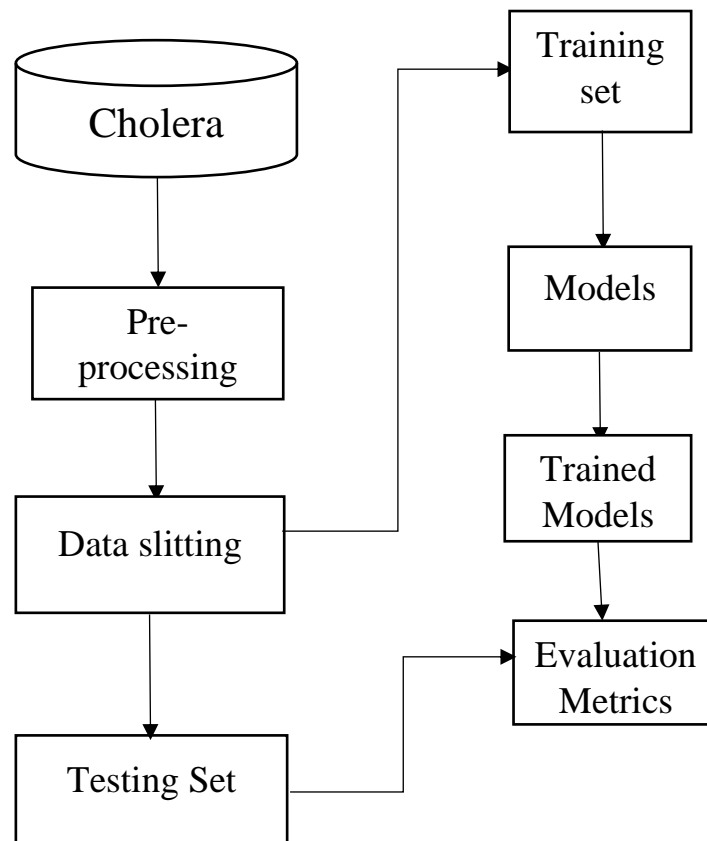 Cholera
Pre-
processing
Data slitting
Testing Set
Training
set
Models
Trained
Models
Evaluation
Metrics